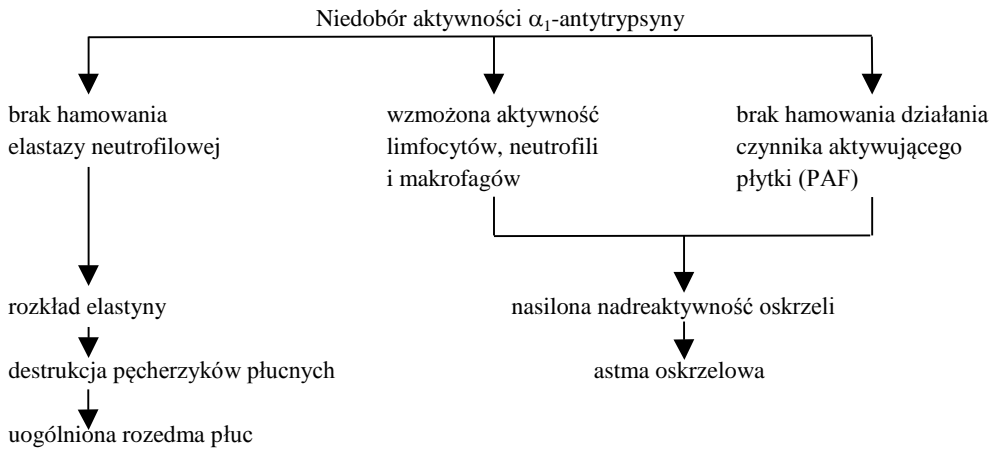 Niedobór aktywności α₁-antytrypsyny
brak hamowania
elastazy neutrofilowej
wzmożona aktywność
limfocytów, neutrofili
i makrofagów
brak hamowania działania
czynnika aktywującego
płytki (PAF)
rozkład elastyny
nasilona nadreaktywność oskrzeli
destrukcja pęcherzyków płucnych
astma oskrzelowa
uogólniona rozedma płuc